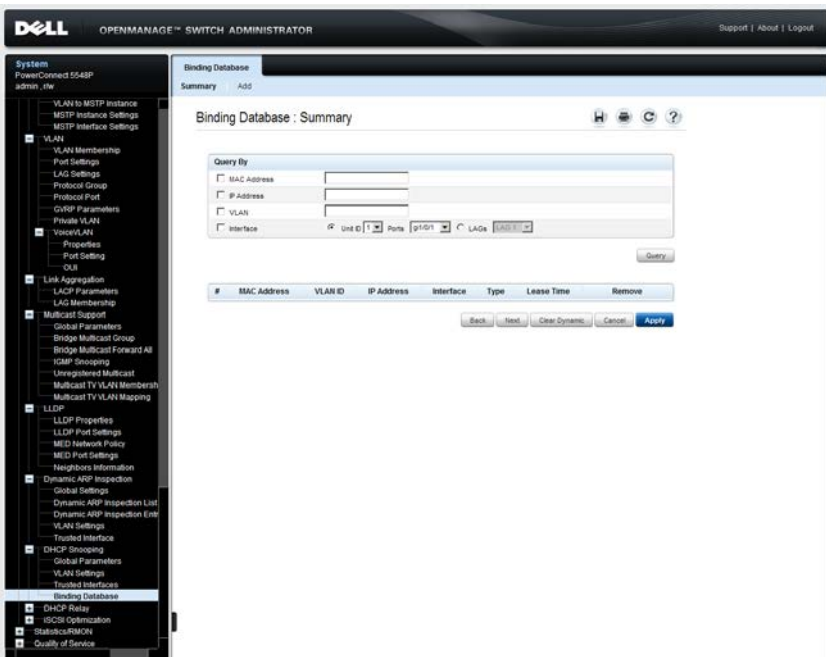 DELL
OPENMANAGE™ SWITCH ADMINISTRATOR
Support | About | Logout
System
PowerConnect 5548P
admin , r/w
VLAN to MSTP Instance
MSTP Instance Settings
MSTP Interface Settings
VLAN
VLAN Membership
Port Settings
LAG Settings
Protocol Group
Protocol Port
GVRP Parameters
Private VLAN
VoiceVLAN
Properties
Port Setting
OUI
Link Aggregation
LACP Parameters
LAG Membership
Multicast Support
Global Parameters
Bridge Multicast Group
Bridge Multicast Forward All
IGMP Snooping
Unregistered Multicast
Multicast TV VLAN Membersh
Multicast TV VLAN Mapping
LLDP
LLDP Properties
LLDP Port Settings
MED Network Policy
MED Port Settings
Neighbors Information
Dynamic ARP Inspection
Global Settings
Dynamic ARP Inspection List
Dynamic ARP Inspection Entr
VLAN Settings
Trusted Interface
DHCP Snooping
Global Parameters
VLAN Settings
Trusted Interfaces
Binding Database
DHCP Relay
iSCSI Optimization
Statistics/RMON
Quality of Service
Binding Database
Summary Add
Binding Database : Summary
Query By
MAC Address
IP Address
VLAN
Interface Unit ID 1 Ports gi1/0/1 LAGs LAG 1
Query
# MAC Address VLAN ID IP Address Interface Type Lease Time Remove
Back Next Clear Dynamic Cancel Apply